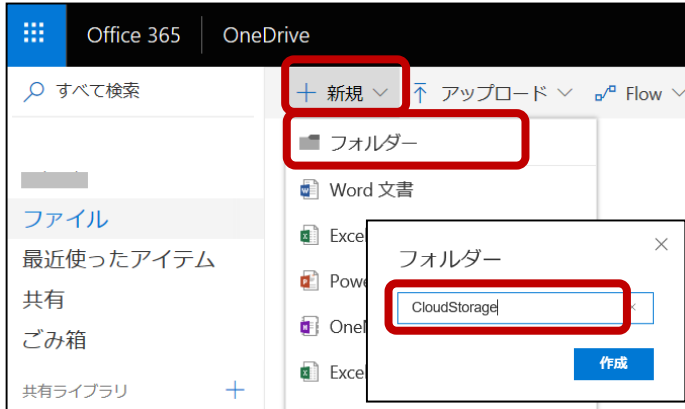 Office 365 OneDrive
すべて検索
新規 アップロード Flow
フォルダー
Word 文書
ファイル
Excel
フォルダー
最近使ったアイテム
CloudStorage
共有
ごみ箱
作成
Excel
共有ライブラリ